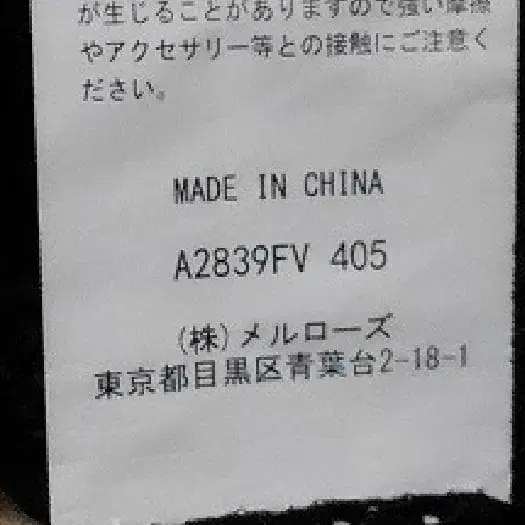 が生じることがありますので強い摩擦
やアクセサリー等との接触にご注意く
ださい。
MADE IN CHINA
A2839FV 405
(株)メルローズ
東京都目黒区青葉台2-18-1